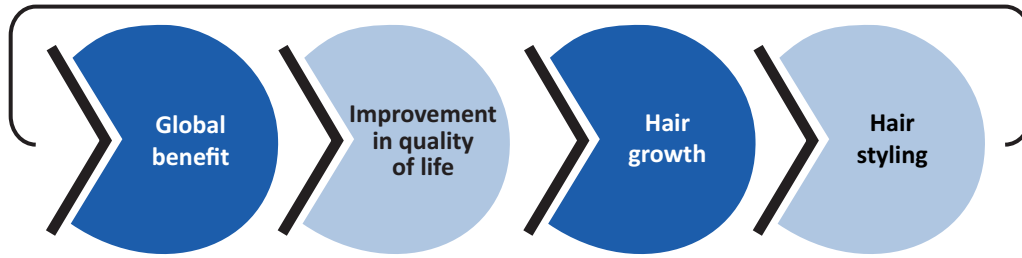 Global
benefit
Improvement
in quality
of life
Hair
growth
Hair
styling